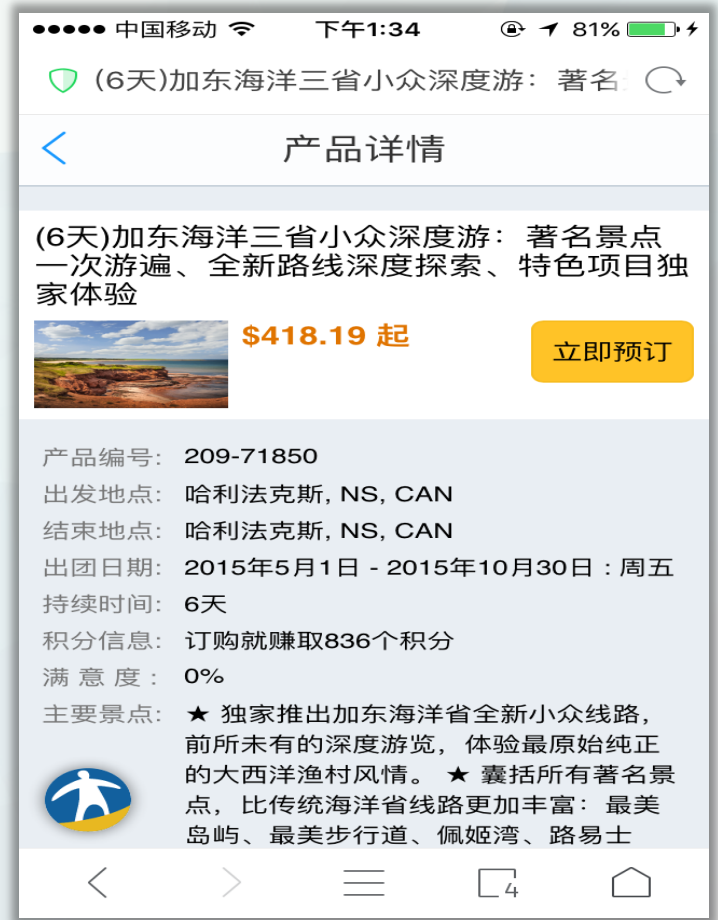 中国移动 下午1:34 81%
(6天)加东海洋三省小众深度游：著名
产品详情
(6天)加东海洋三省小众深度游：著名景点
一次游遍、全新路线深度探索、特色项目独
家体验
$418.19 起
立即预订
产品编号: 209-71850
出发地点: 哈利法克斯, NS, CAN
结束地点: 哈利法克斯, NS, CAN
出团日期: 2015年5月1日 - 2015年10月30日 : 周五
持续时间: 6天
积分信息: 订购就赚取836个积分
满 意 度 : 0%
主要景点: ★ 独家推出加东海洋省全新小众线路，
前所未有的深度游览，体验最原始纯正
的大西洋渔村风情。 ★ 囊括所有著名景
点，比传统海洋省线路更加丰富：最美
岛屿、最美步行道、佩姬湾、路易士
4